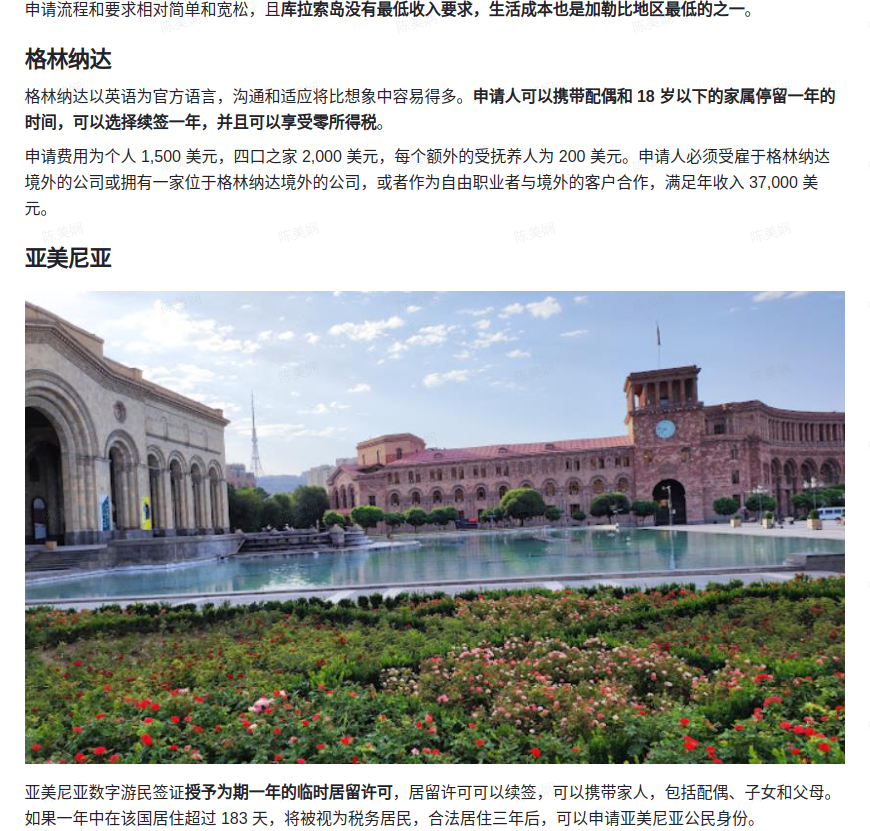 申请流程和要求相对简单和宽松，且库拉索岛没有最低收入要求，生活成本也是加勒比地区最低的之一。
格林纳达
格林纳达以英语为官方语言，沟通和适应将比想象中容易得多。申请人可以携带配偶和 18 岁以下的家属停留一年的
时间，可以选择续签一年，并且可以享受零所得税。
申请费用为个人 1,500 美元，四口之家 2,000 美元，每个额外的受抚养人为 200 美元。申请人必须受雇于格林纳达
境外的公司或拥有一家位于格林纳达境外的公司，或者作为自由职业者与境外的客户合作，满足年收入 37,000 美
元。
陈美娴 陈美娴 陈美娴 陈美娴
亚美尼亚
亚美尼亚数字游民签证授予为期一年的临时居留许可，居留许可可以续签，可以携带家人，包括配偶、子女和父母。
如果一年中在该国居住超过 183 天，将被视为税务居民，合法居住三年后，可以申请亚美尼亚公民身份。